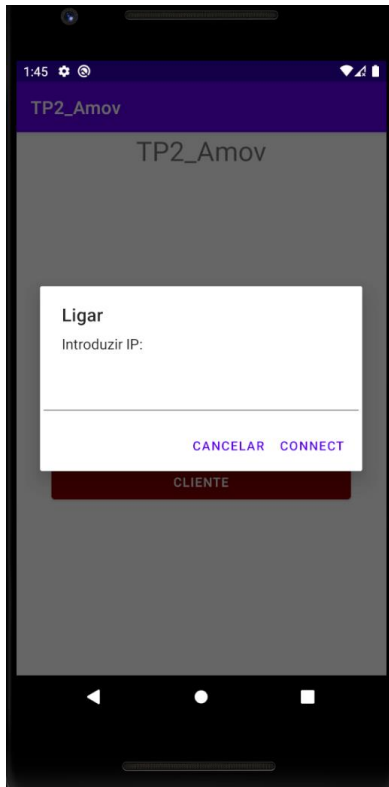 1:45
TP2_Amov
TP2_Amov
Ligar
Introduzir IP:
CANCELAR CONNECT
CLIENTE